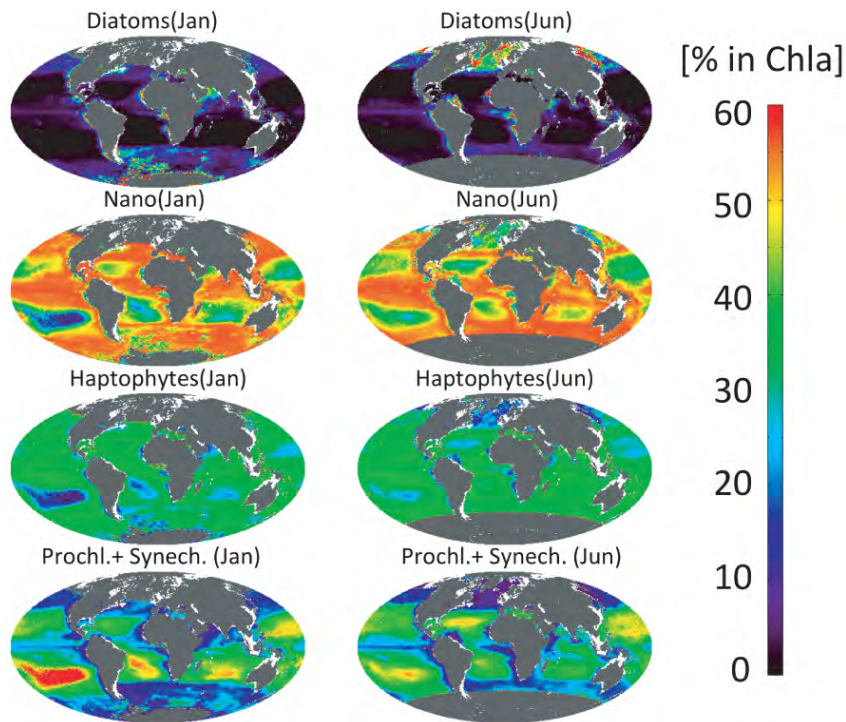 Diatoms(Jan)
Diatoms(Jun)
[% in Chla]
60
50
40
30
20
10
0
Nano(Jan)
Nano(Jun)
Haptophytes(Jan)
Haptophytes(Jun)
Prochl.+ Synech. (Jan)
Prochl.+ Synech. (Jun)